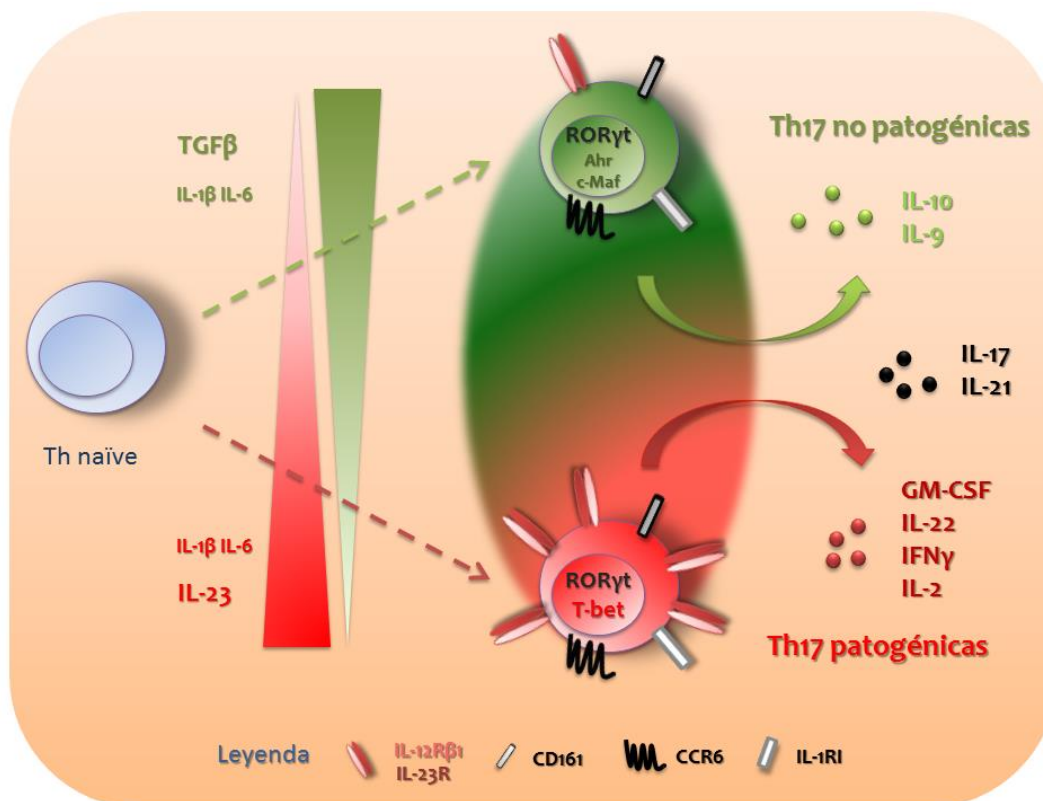 TGFβ
IL-1β IL-6
Th naïve
IL-1β IL-6
IL-23
RORγt
Ahr
c-Maf
RORγt
T-bet
Th17 no patogénicas
IL-10
IL-9
IL-17
IL-21
GM-CSF
IL-22
IFNγ
IL-2
Th17 patogénicas
Leyenda
IL-12Rβ1
IL-23R
CD161
CCR6
IL-1RI